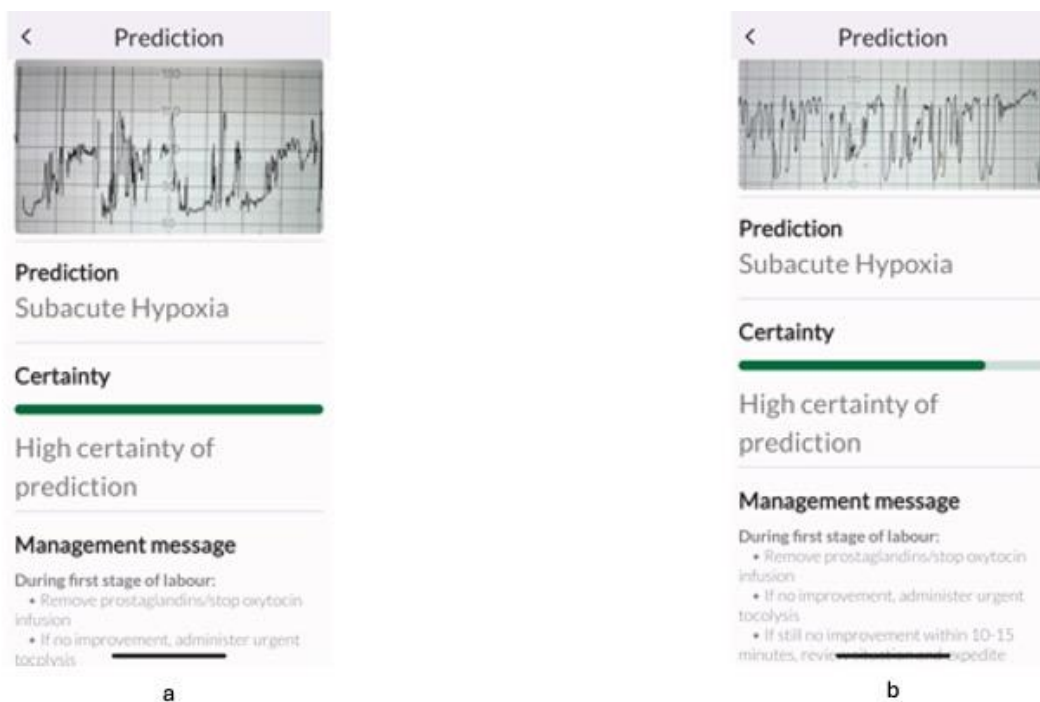 Prediction
Prediction
Subacute Hypoxia
Certainty
High certainty of
prediction
Management message
During first stage of labour:
• Remove prostaglandins/stop oxytocin
infusion
• If no improvement, administer urgent
tocolysis
a
Prediction
Prediction
Subacute Hypoxia
Certainty
High certainty of
prediction
Management message
During first stage of labour:
• Remove prostaglandins/stop oxytocin
infusion
• If no improvement, administer urgent
tocolysis
• If still no improvement within 10-15
minutes, review situation and expedite
b